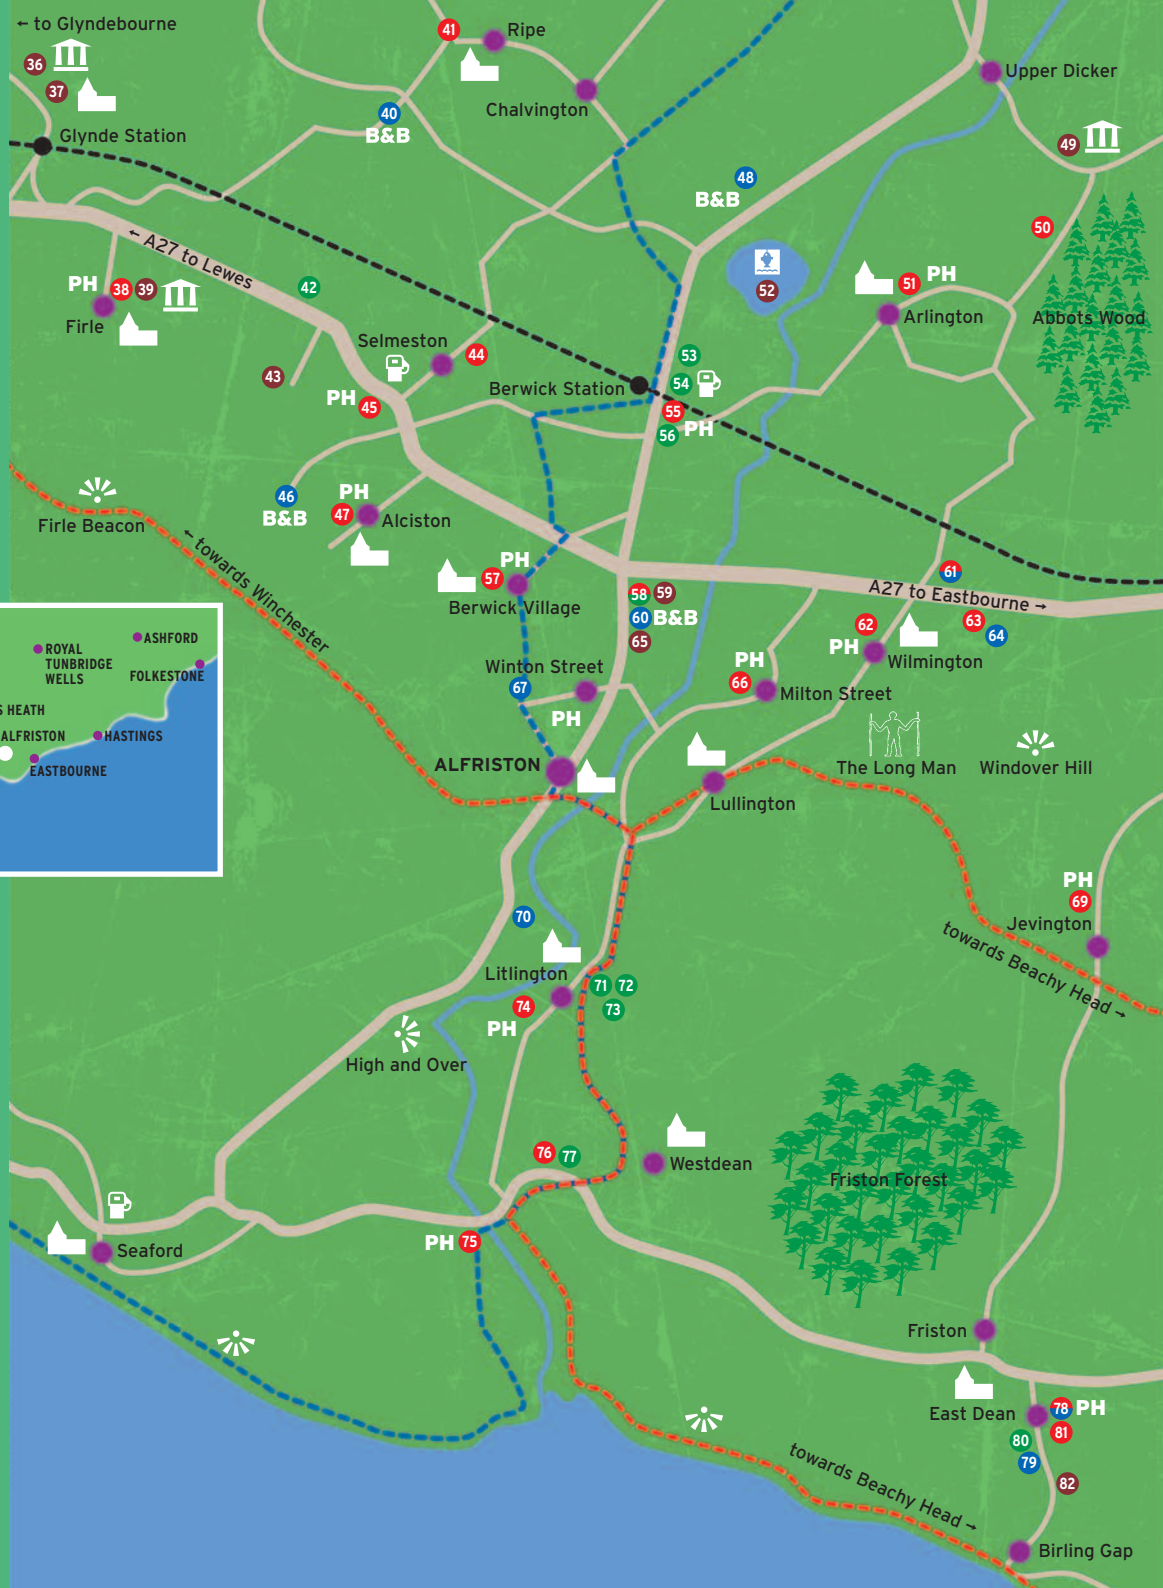 ← to Glyndebourne
41
Ripe
36
37
Upper Dicker
Chalvington
40
B&B
Glynde Station
49
48
B&B
50
← A27 to Lewes
PH
38
39
Firle
42
52
51
PH
Arlington
Abbots Wood
Selmeston
44
43
PH
45
Berwick Station
53
54
55
56
PH
Firle Beacon
46
B&B
PH
47
Alciston
← towards Winchester
PH
57
Berwick Village
58
59
60
B&B
65
61
A27 to Eastbourne →
62
63
64
PH
Wilmington
ROYAL
TUNBRIDGE
WELLS
ASHFORD
FOLKESTONE
S HEATH
ALFRISTON
HASTINGS
EASTBOURNE
Winton Street
67
PH
PH
66
Milton Street
The Long Man
Windover Hill
ALFRISTON
Lullington
PH
69
Jevington
towards Beachy Head →
70
Litlington
71
72
73
74
PH
High and Over
76
77
Westdean
Friston Forest
Seaford
PH
75
Friston
East Dean
78
PH
81
80
79
82
towards Beachy Head →
Birling Gap